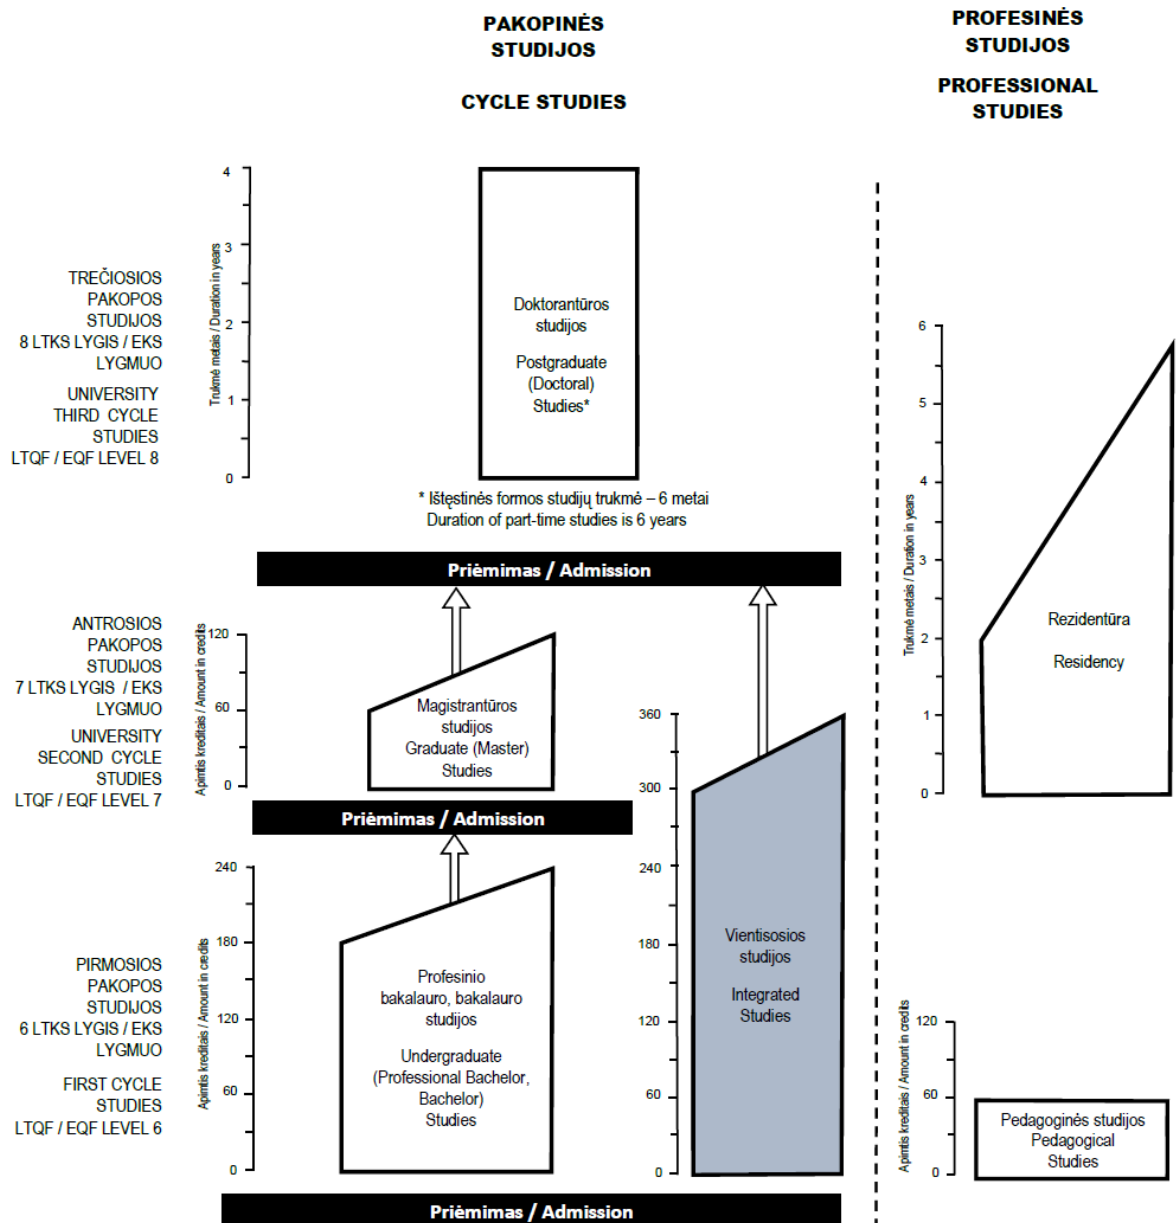 PAKOPINĖS
STUDIJOS
CYCLE STUDIES
PROFESINĖS
STUDIJOS
PROFESSIONAL
STUDIES
TREČIOSIOS
PAKOPOS
STUDIJOS
8 LTKS LYGIS / EKS
LYGMUO
UNIVERSITY
THIRD CYCLE
STUDIES
LTQF / EQF LEVEL 8
Trukmė metais / Duration in years
4
3
2
1
0
Doktorantūros
studijos
Postgraduate
(Doctoral)
Studies*
* Ištęstinės formos studijų trukmė – 6 metai
Duration of part-time studies is 6 years
Priėmimas / Admission
ANTROSIOS
PAKOPOS
STUDIJOS
7 LTKS LYGIS / EKS
LYGMUO
UNIVERSITY
SECOND CYCLE
STUDIES
LTQF / EQF LEVEL 7
Apimtis kreditais / Amount in credits
120
60
0
Magistrantūros
studijos
Graduate (Master)
Studies
Priėmimas / Admission
PIRMOSIOS
PAKOPOS
STUDIJOS
6 LTKS LYGIS / EKS
LYGMUO
FIRST CYCLE
STUDIES
LTQF / EQF LEVEL 6
Apimtis kreditais / Amount in credits
240
180
120
60
0
Profesinio
bakalauro, bakalauro
studijos
Undergraduate
(Professional Bachelor,
Bachelor)
Studies
360
300
240
180
120
60
0
Vientisosios
studijos
Integrated
Studies
Priėmimas / Admission
Trukmė metais / Duration in years
6
5
4
3
2
1
0
Rezidentūra
Residency
Apimtis kreditais / Amount in credits
120
60
0
Pedagoginės studijos
Pedagogical
Studies